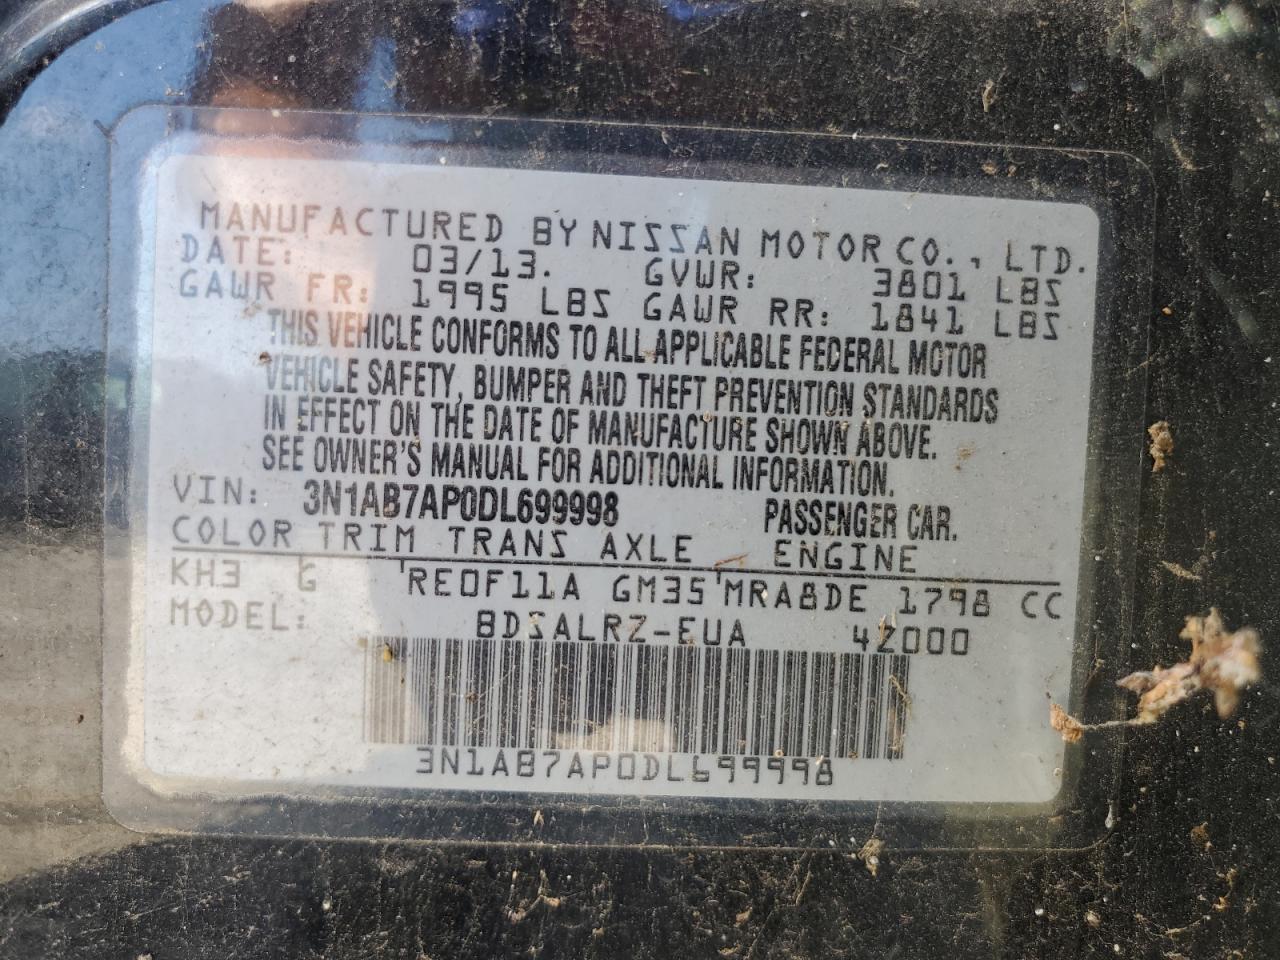 MANUFACTURED BY NISSAN MOTOR CO., LTD.
DATE: 03/13. GVWR: 3801 LBS
GAWR FR: 1995 LBS GAWR RR: 1841 LBS
THIS VEHICLE CONFORMS TO ALL APPLICABLE FEDERAL MOTOR
VEHICLE SAFETY, BUMPER AND THEFT PREVENTION STANDARDS
IN EFFECT ON THE DATE OF MANUFACTURE SHOWN ABOVE.
SEE OWNER'S MANUAL FOR ADDITIONAL INFORMATION.
VIN: 3N1AB7AP0DL699998 PASSENGER CAR.
COLOR TRIM TRANS AXLE ENGINE
KH3 G RE0F11A GM35 MRA8DE 1798 CC
MODEL: BDSALRZ-EUA 4Z000
3N1AB7AP0DL699998